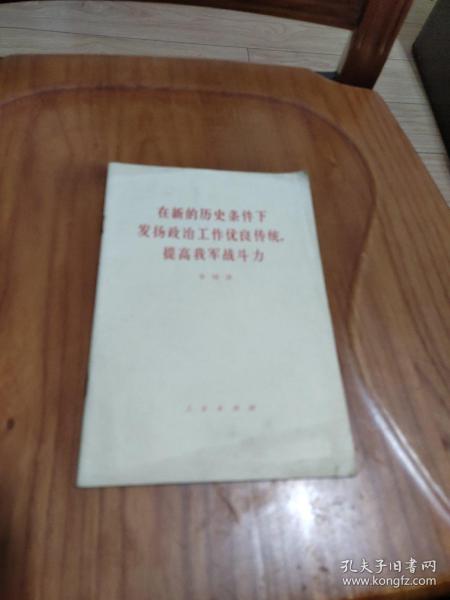 在新的历史条件下
发扬政治工作优良传统，
提高我军战斗力
人民出版社
孔夫子旧书网
www.kongfz.com